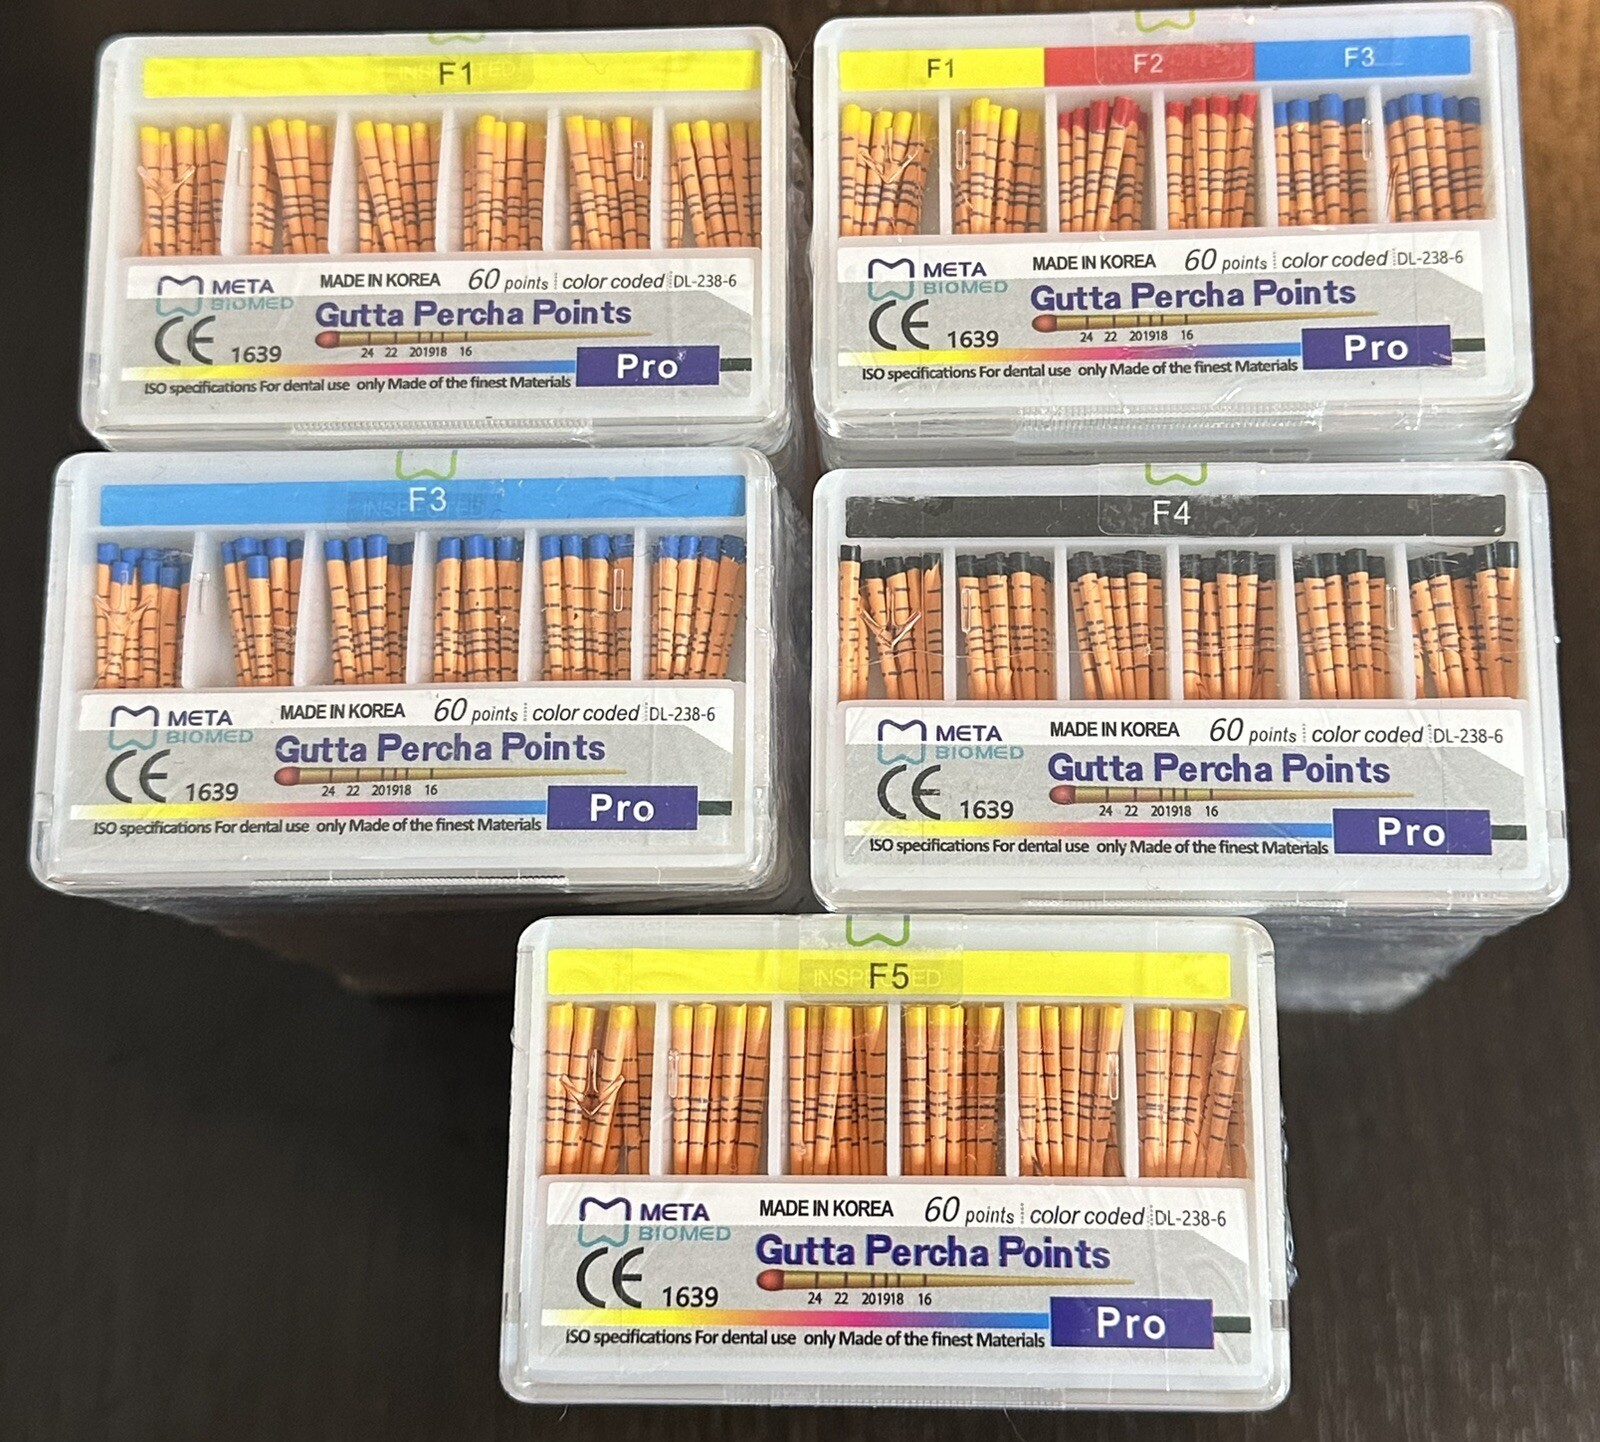 F1
META
BIOMED
MADE IN KOREA 60 points color coded DL-238-6
Gutta Percha Points
CE 1639
24 22 201918 16
Pro
ISO specifications For dental use only Made of the finest Materials
F1 F2 F3
META
BIOMED
MADE IN KOREA 60 points color coded DL-238-6
Gutta Percha Points
CE 1639
24 22 201918 16
Pro
ISO specifications For dental use only Made of the finest Materials
F3
INSPECTED
META
BIOMED
MADE IN KOREA 60 points color coded DL-238-6
Gutta Percha Points
CE 1639
24 22 201918 16
Pro
ISO specifications For dental use only Made of the finest Materials
F4
META
BIOMED
MADE IN KOREA 60 points color coded DL-238-6
Gutta Percha Points
CE 1639
24 22 201918 16
Pro
ISO specifications For dental use only Made of the finest Materials
F5
META
BIOMED
MADE IN KOREA 60 points color coded DL-238-6
Gutta Percha Points
CE 1639
24 22 201918 16
Pro
ISO specifications For dental use only Made of the finest Materials